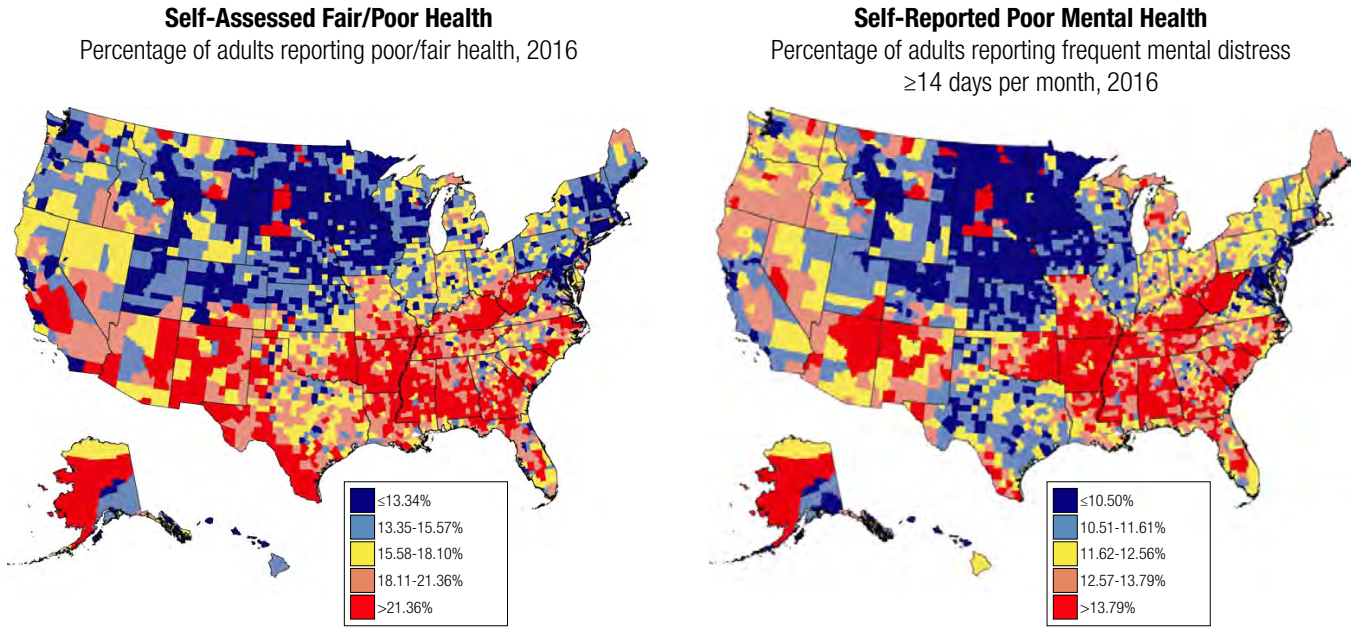 Self-Assessed Fair/Poor Health
Percentage of adults reporting poor/fair health, 2016
≤13.34%
13.35-15.57%
15.58-18.10%
18.11-21.36%
>21.36%
Self-Reported Poor Mental Health
Percentage of adults reporting frequent mental distress
≥14 days per month, 2016
≤10.50%
10.51-11.61%
11.62-12.56%
12.57-13.79%
>13.79%